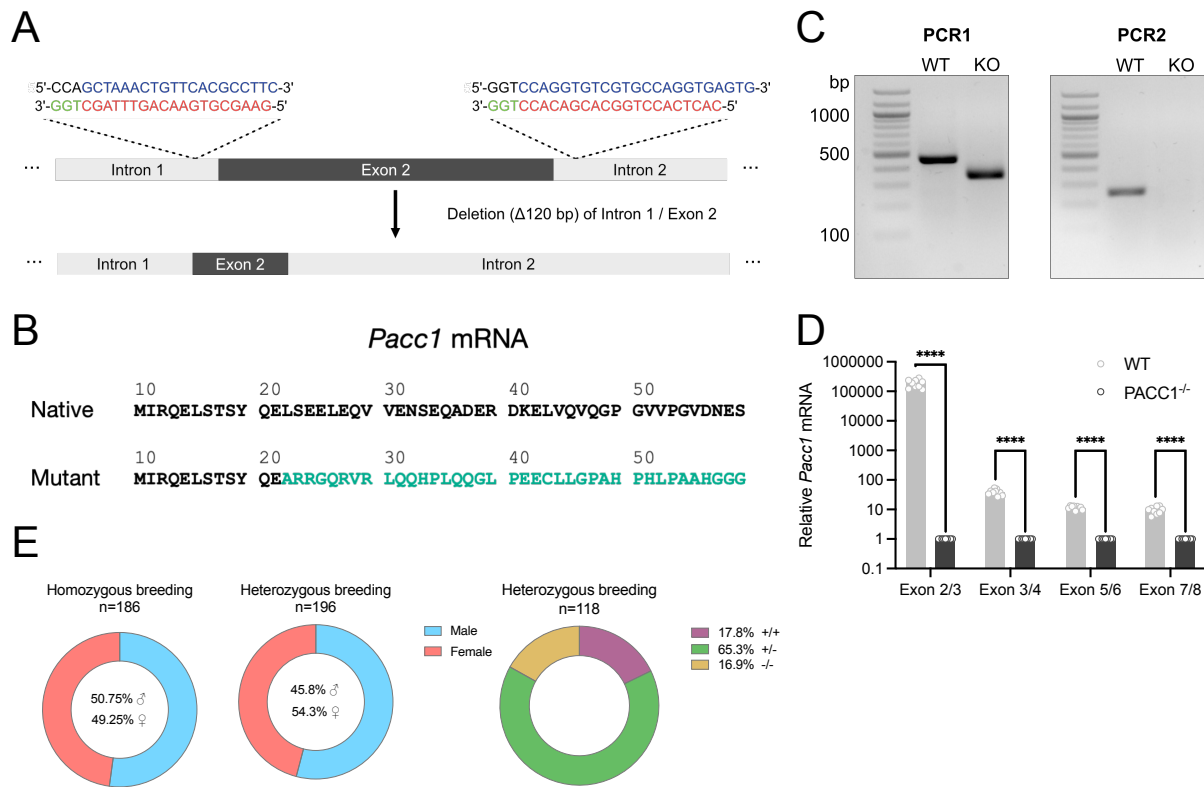 A
5'-CCAGCTAAACTGTTCACGCCTTC-3'
3'-GGTCGATTTGACAAGTGCGAAG-5'
5'-GGTCCAGGTGTCGTGCCAGGTGAGTG-3'
3'-GGTCCACAGCACGGTCCACTCAC-5'
... Intron 1 Exon 2 Intron 2 ...
Deletion (Δ120 bp) of Intron 1 / Exon 2
... Intron 1 Exon 2 Intron 2 ...
B
Pacc1 mRNA
10 20 30 40 50
Native MIRQELSTSY QELSEELEQV VENSEQADER DKELVQVQGP GVVPGVDNES
10 20 30 40 50
Mutant MIRQELSTSY QEARRGQRVR LQQHPLQQGL PEECLLGPAH PHLPAAHGGG
C
PCR1 PCR2
WT KO WT KO
bp
1000
500
100
D
Relative Pacc1 mRNA
1000000
100000
10000
1000
100
10
1
0.1
**** **** **** ****
WT
PACC1-/-
Exon 2/3 Exon 3/4 Exon 5/6 Exon 7/8
E
Homozygous breeding
n=186
50.75% ♂
49.25% ♀
Heterozygous breeding
n=196
45.8% ♂
54.3% ♀
Male
Female
Heterozygous breeding
n=118
17.8% +/+
65.3% +/-
16.9% -/-